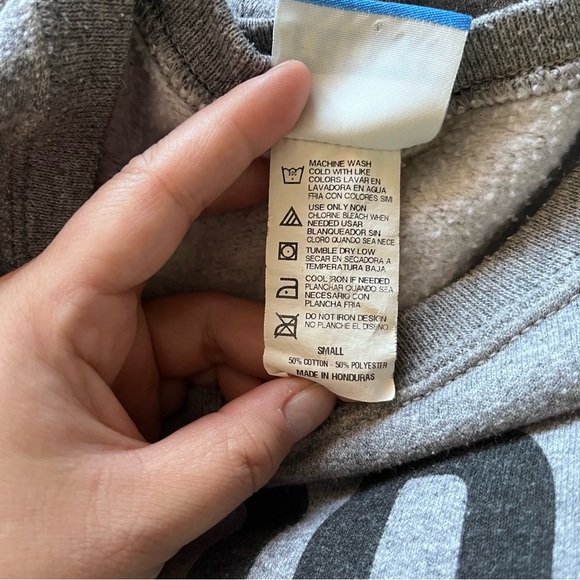 MACHINE WASH
COLD WITH LIKE
COLORS LAVAR EN
LAVADORA EN AGUA
FRIA CON COLORES SIMI
USE ONLY NON
CHLORINE BLEACH WHEN
NEEDED USAR
BLANQUEADOR SIN
CLORO QUANDO SEA NECE
TUMBLE DRY LOW
SECAR EN SECADORA A
TEMPERATURA BAJA
COOL IRON IF NEEDED
PLANCHAR QUANDO SEA
NECESARIO CON
PLANCHA FRIA
DO NOT IRON DESIGN
NO PLANCHE EL DISENO
SMALL
50% COTTON - 50% POLYESTER
MADE IN HONDURAS